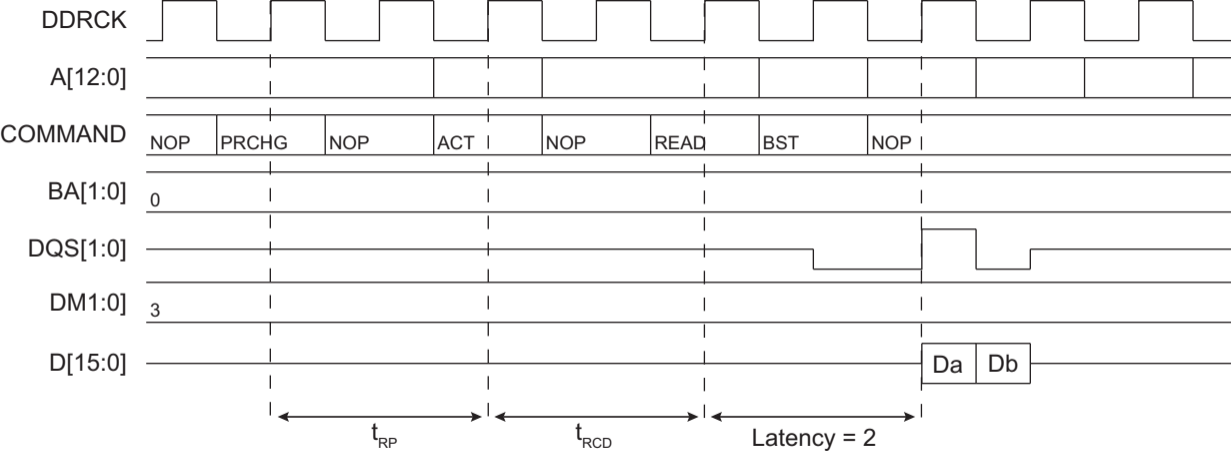 DDRCK
A[12:0]
COMMAND NOP PRCHG NOP ACT NOP READ BST NOP
BA[1:0] 0
DQS[1:0]
DM1:0] 3
D[15:0] Da Db
tRP tRCD Latency = 2